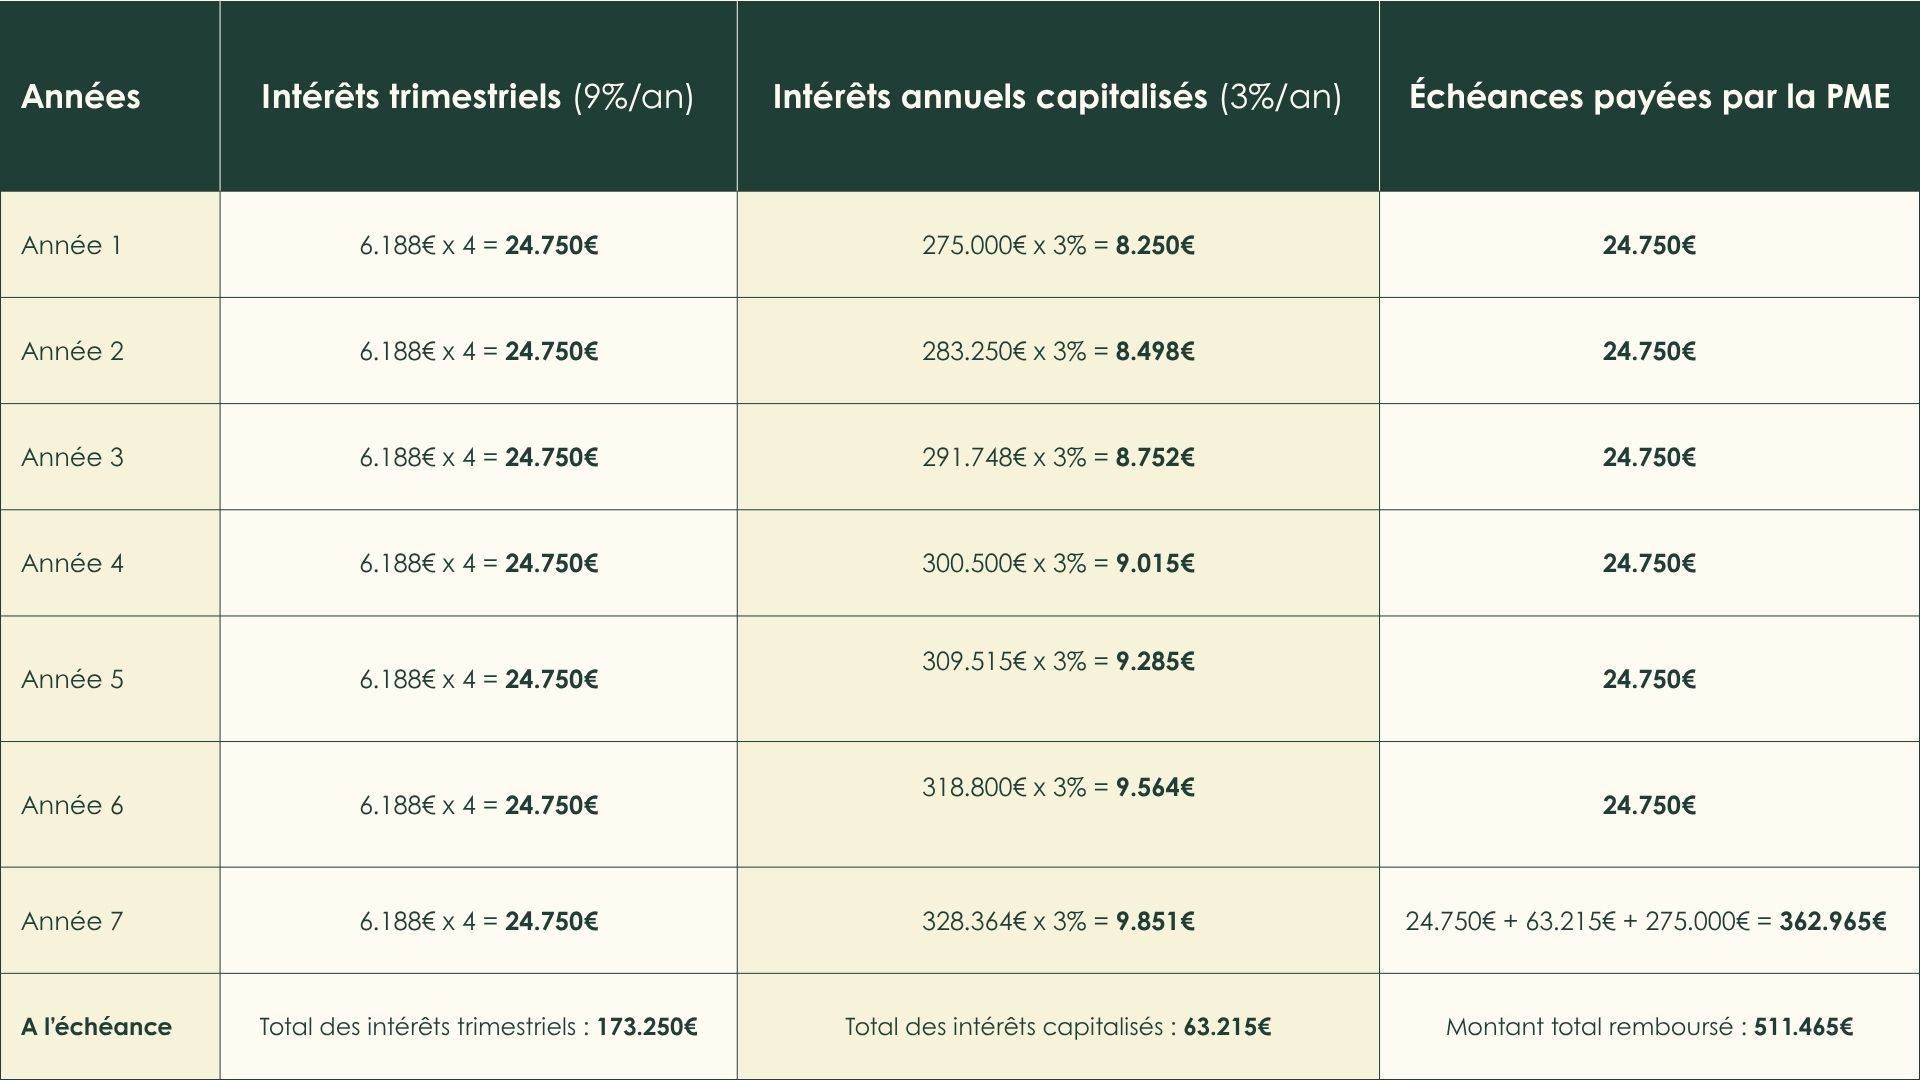 Années
Intérêts trimestriels (9%/an)
Intérêts annuels capitalisés (3%/an)
Échéances payées par la PME
Année 1
6.188€ x 4 = 24.750€
275.000€ x 3% = 8.250€
24.750€
Année 2
6.188€ x 4 = 24.750€
283.250€ x 3% = 8.498€
24.750€
Année 3
6.188€ x 4 = 24.750€
291.748€ x 3% = 8.752€
24.750€
Année 4
6.188€ x 4 = 24.750€
300.500€ x 3% = 9.015€
24.750€
Année 5
6.188€ x 4 = 24.750€
309.515€ x 3% = 9.285€
24.750€
Année 6
6.188€ x 4 = 24.750€
318.800€ x 3% = 9.564€
24.750€
Année 7
6.188€ x 4 = 24.750€
328.364€ x 3% = 9.851€
24.750€ + 63.215€ + 275.000€ = 362.965€
A l'échéance
Total des intérêts trimestriels : 173.250€
Total des intérêts capitalisés : 63.215€
Montant total remboursé : 511.465€